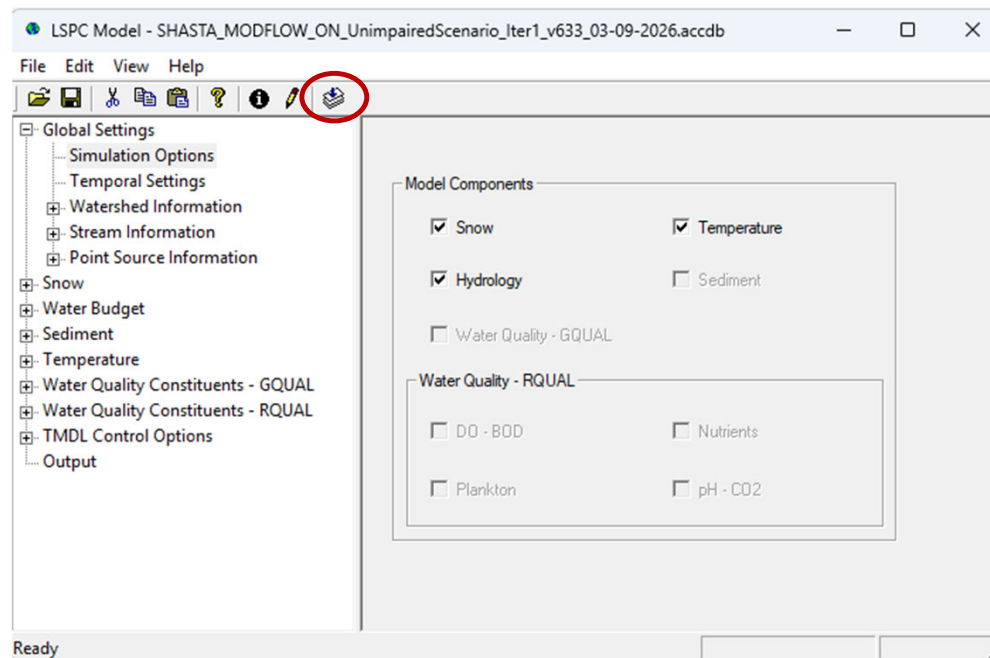 LSPC Model - SHASTA_MODFLOW_ON_UnimpairedScenario_Iter1_v633_03-09-2026.accdb
File Edit View Help
Global Settings
Simulation Options
Temporal Settings
Watershed Information
Stream Information
Point Source Information
Snow
Water Budget
Sediment
Temperature
Water Quality Constituents - GQUAL
Water Quality Constituents - RQUAL
TMDL Control Options
Output
Model Components
Snow
Temperature
Hydrology
Sediment
Water Quality - GQUAL
Water Quality - RQUAL
DO - BOD
Nutrients
Plankton
pH - CO2
Ready